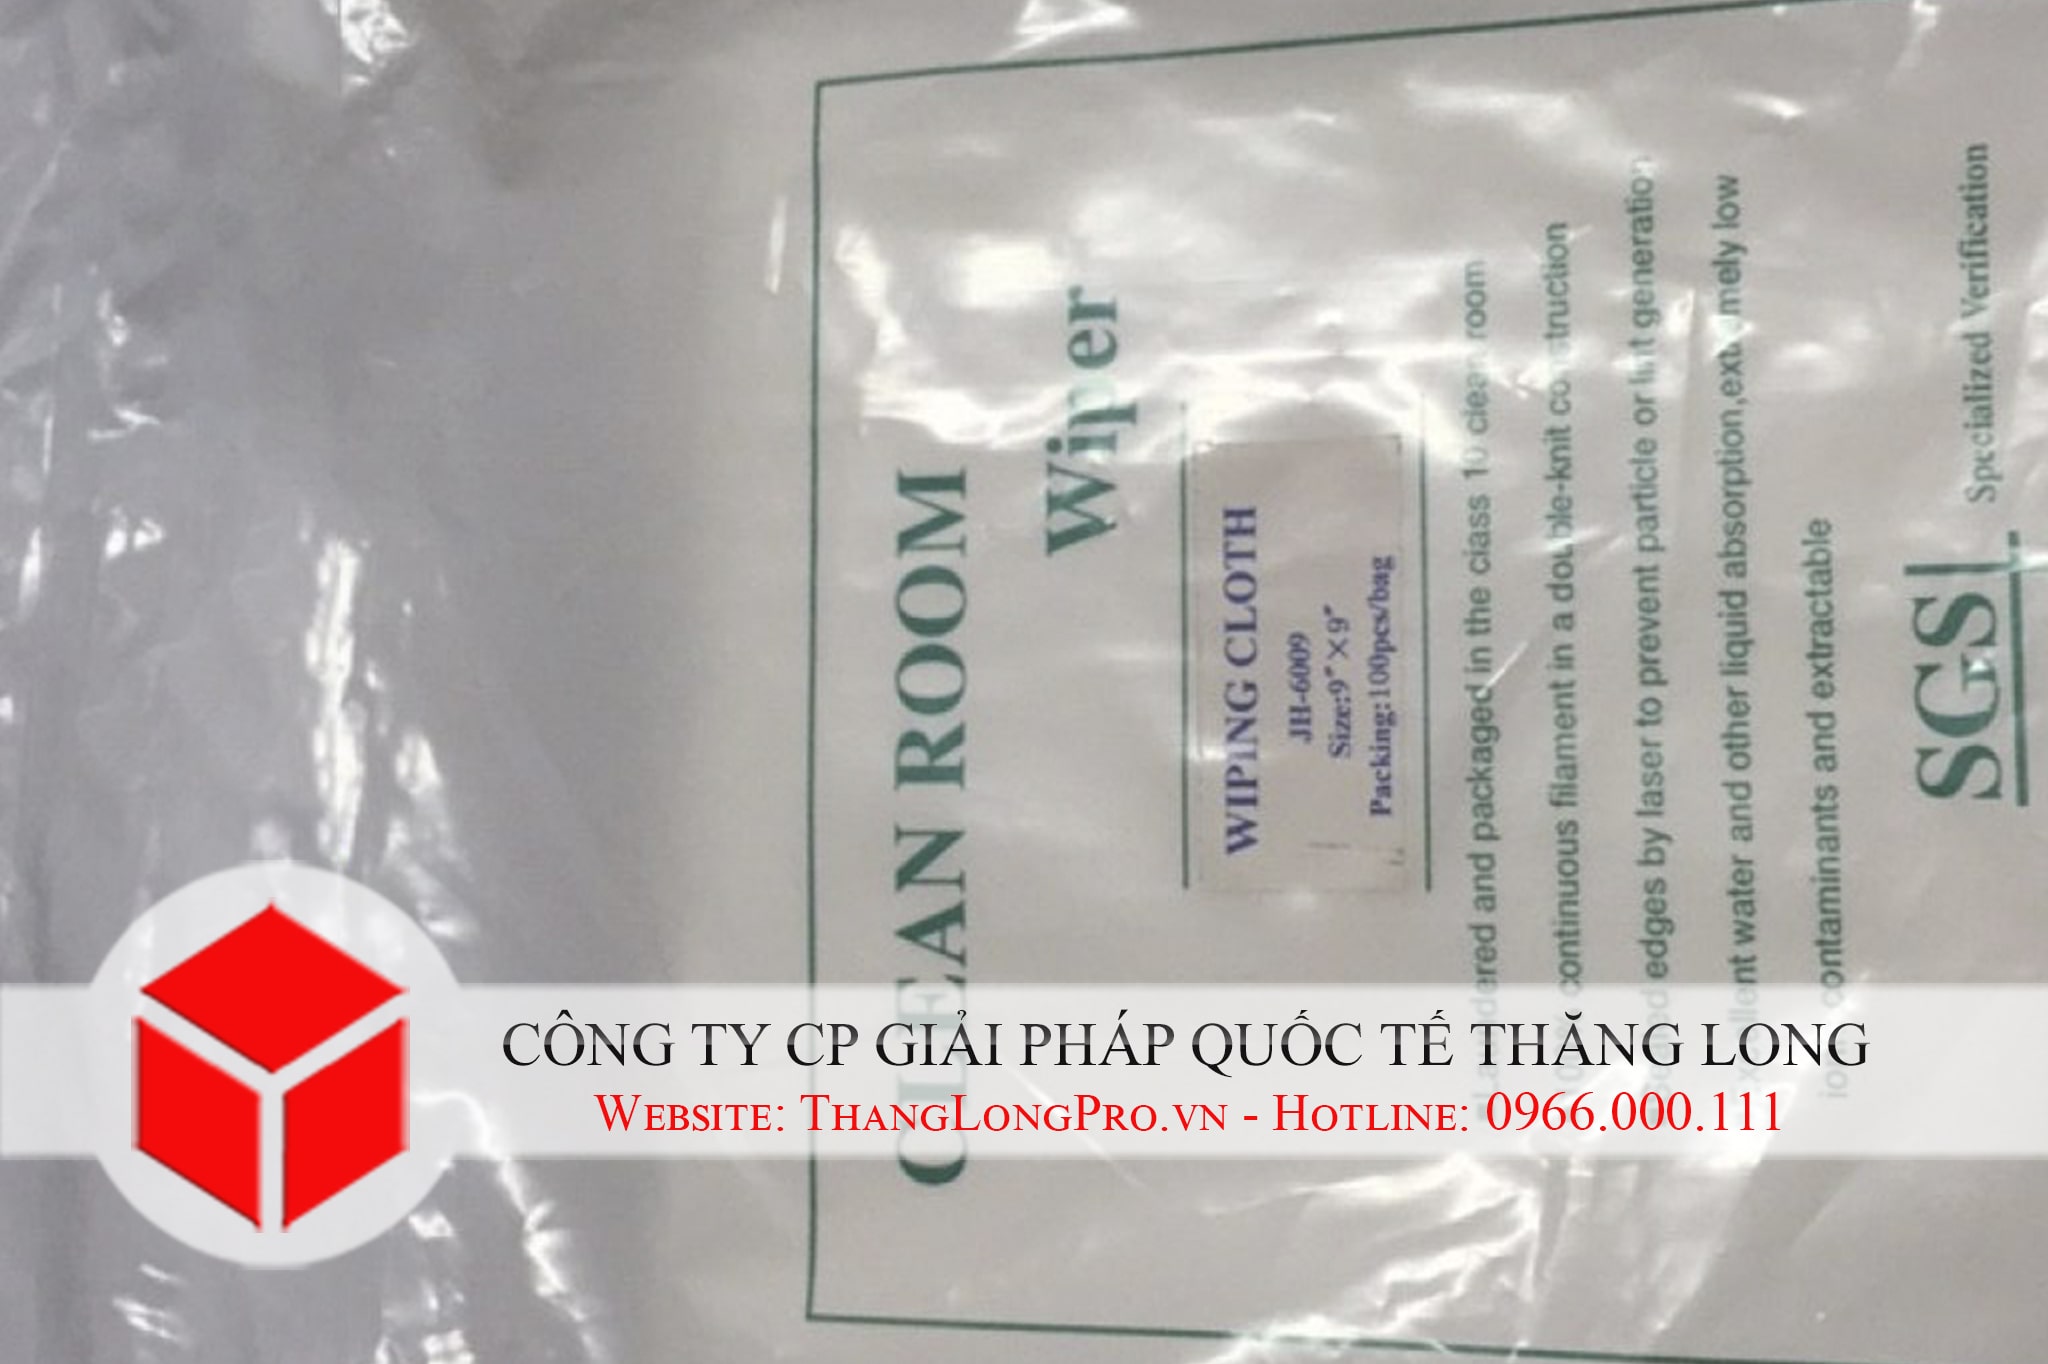 CLEAN ROOM
Wiper
WIPING CLOTH
JH-6009
Size:9"×9"
Packing:100pcs/bag
and packaged in the class 10 clean room
continuous filament in a double-knit construction
edges by laser to prevent particle or lint generation
excellent water and other liquid absorption,extremely low
contaminants and extractable
SGS Specialized Verification
CÔNG TY CP GIẢI PHÁP QUỐC TẾ THĂNG LONG
WEBSITE: THANGLONGPRO.VN - HOTLINE: 0966.000.111